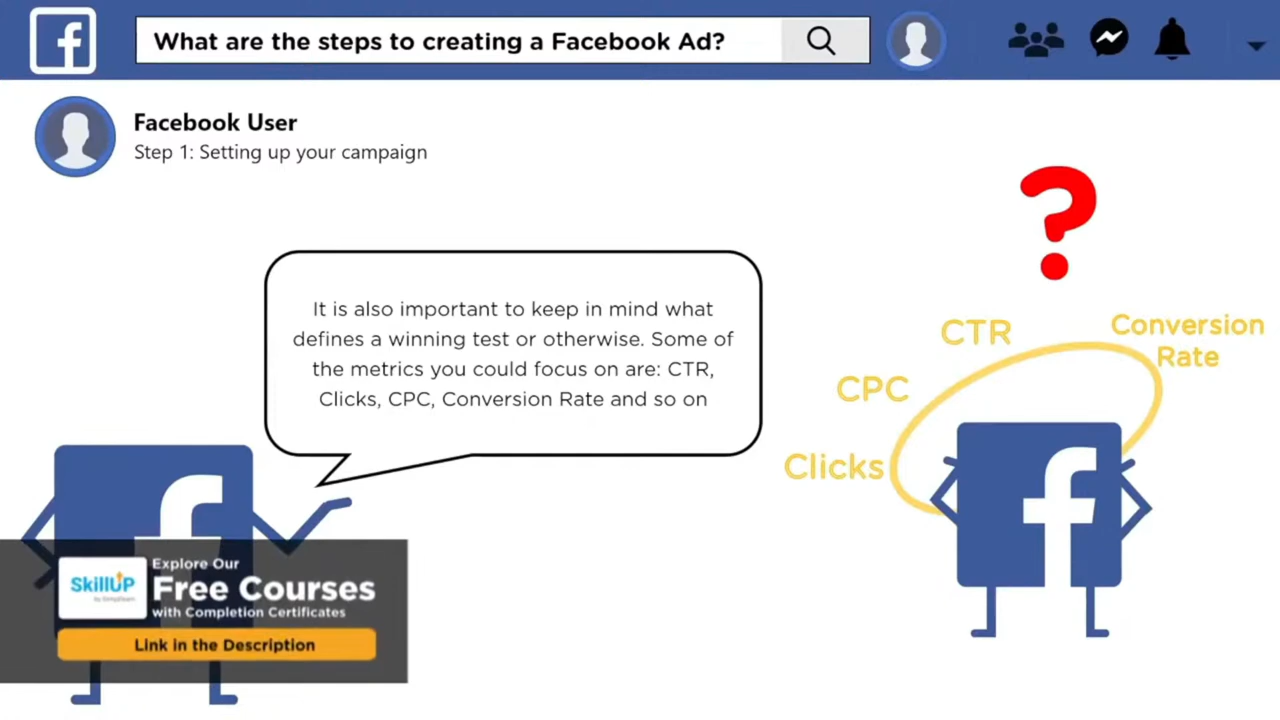 What are the steps to creating a Facebook Ad?
Facebook User
Step 1: Setting up your campaign
It is also important to keep in mind what
defines a winning test or otherwise. Some of
the metrics you could focus on are: CTR,
Clicks, CPC, Conversion Rate and so on
CTR
Conversion
Rate
CPC
Clicks
Explore Our
Free Courses
with Completion Certificates
SkillUP
by Simplilearn
Link in the Description